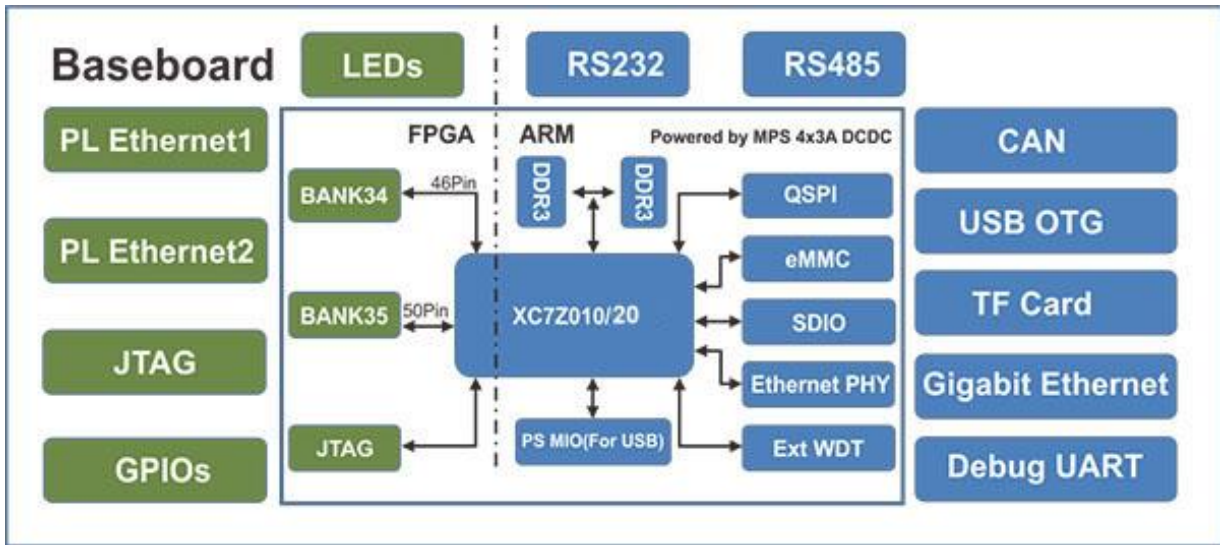 Baseboard
LEDs
RS232
RS485
PL Ethernet1
PL Ethernet2
JTAG
GPIOs
FPGA
ARM
Powered by MPS 4x3A DCDC
BANK34
46Pin
DDR3
DDR3
QSPI
eMMC
BANK35
50Pin
XC7Z010/20
SDIO
Ethernet PHY
JTAG
PS MIO(For USB)
Ext WDT
CAN
USB OTG
TF Card
Gigabit Ethernet
Debug UART